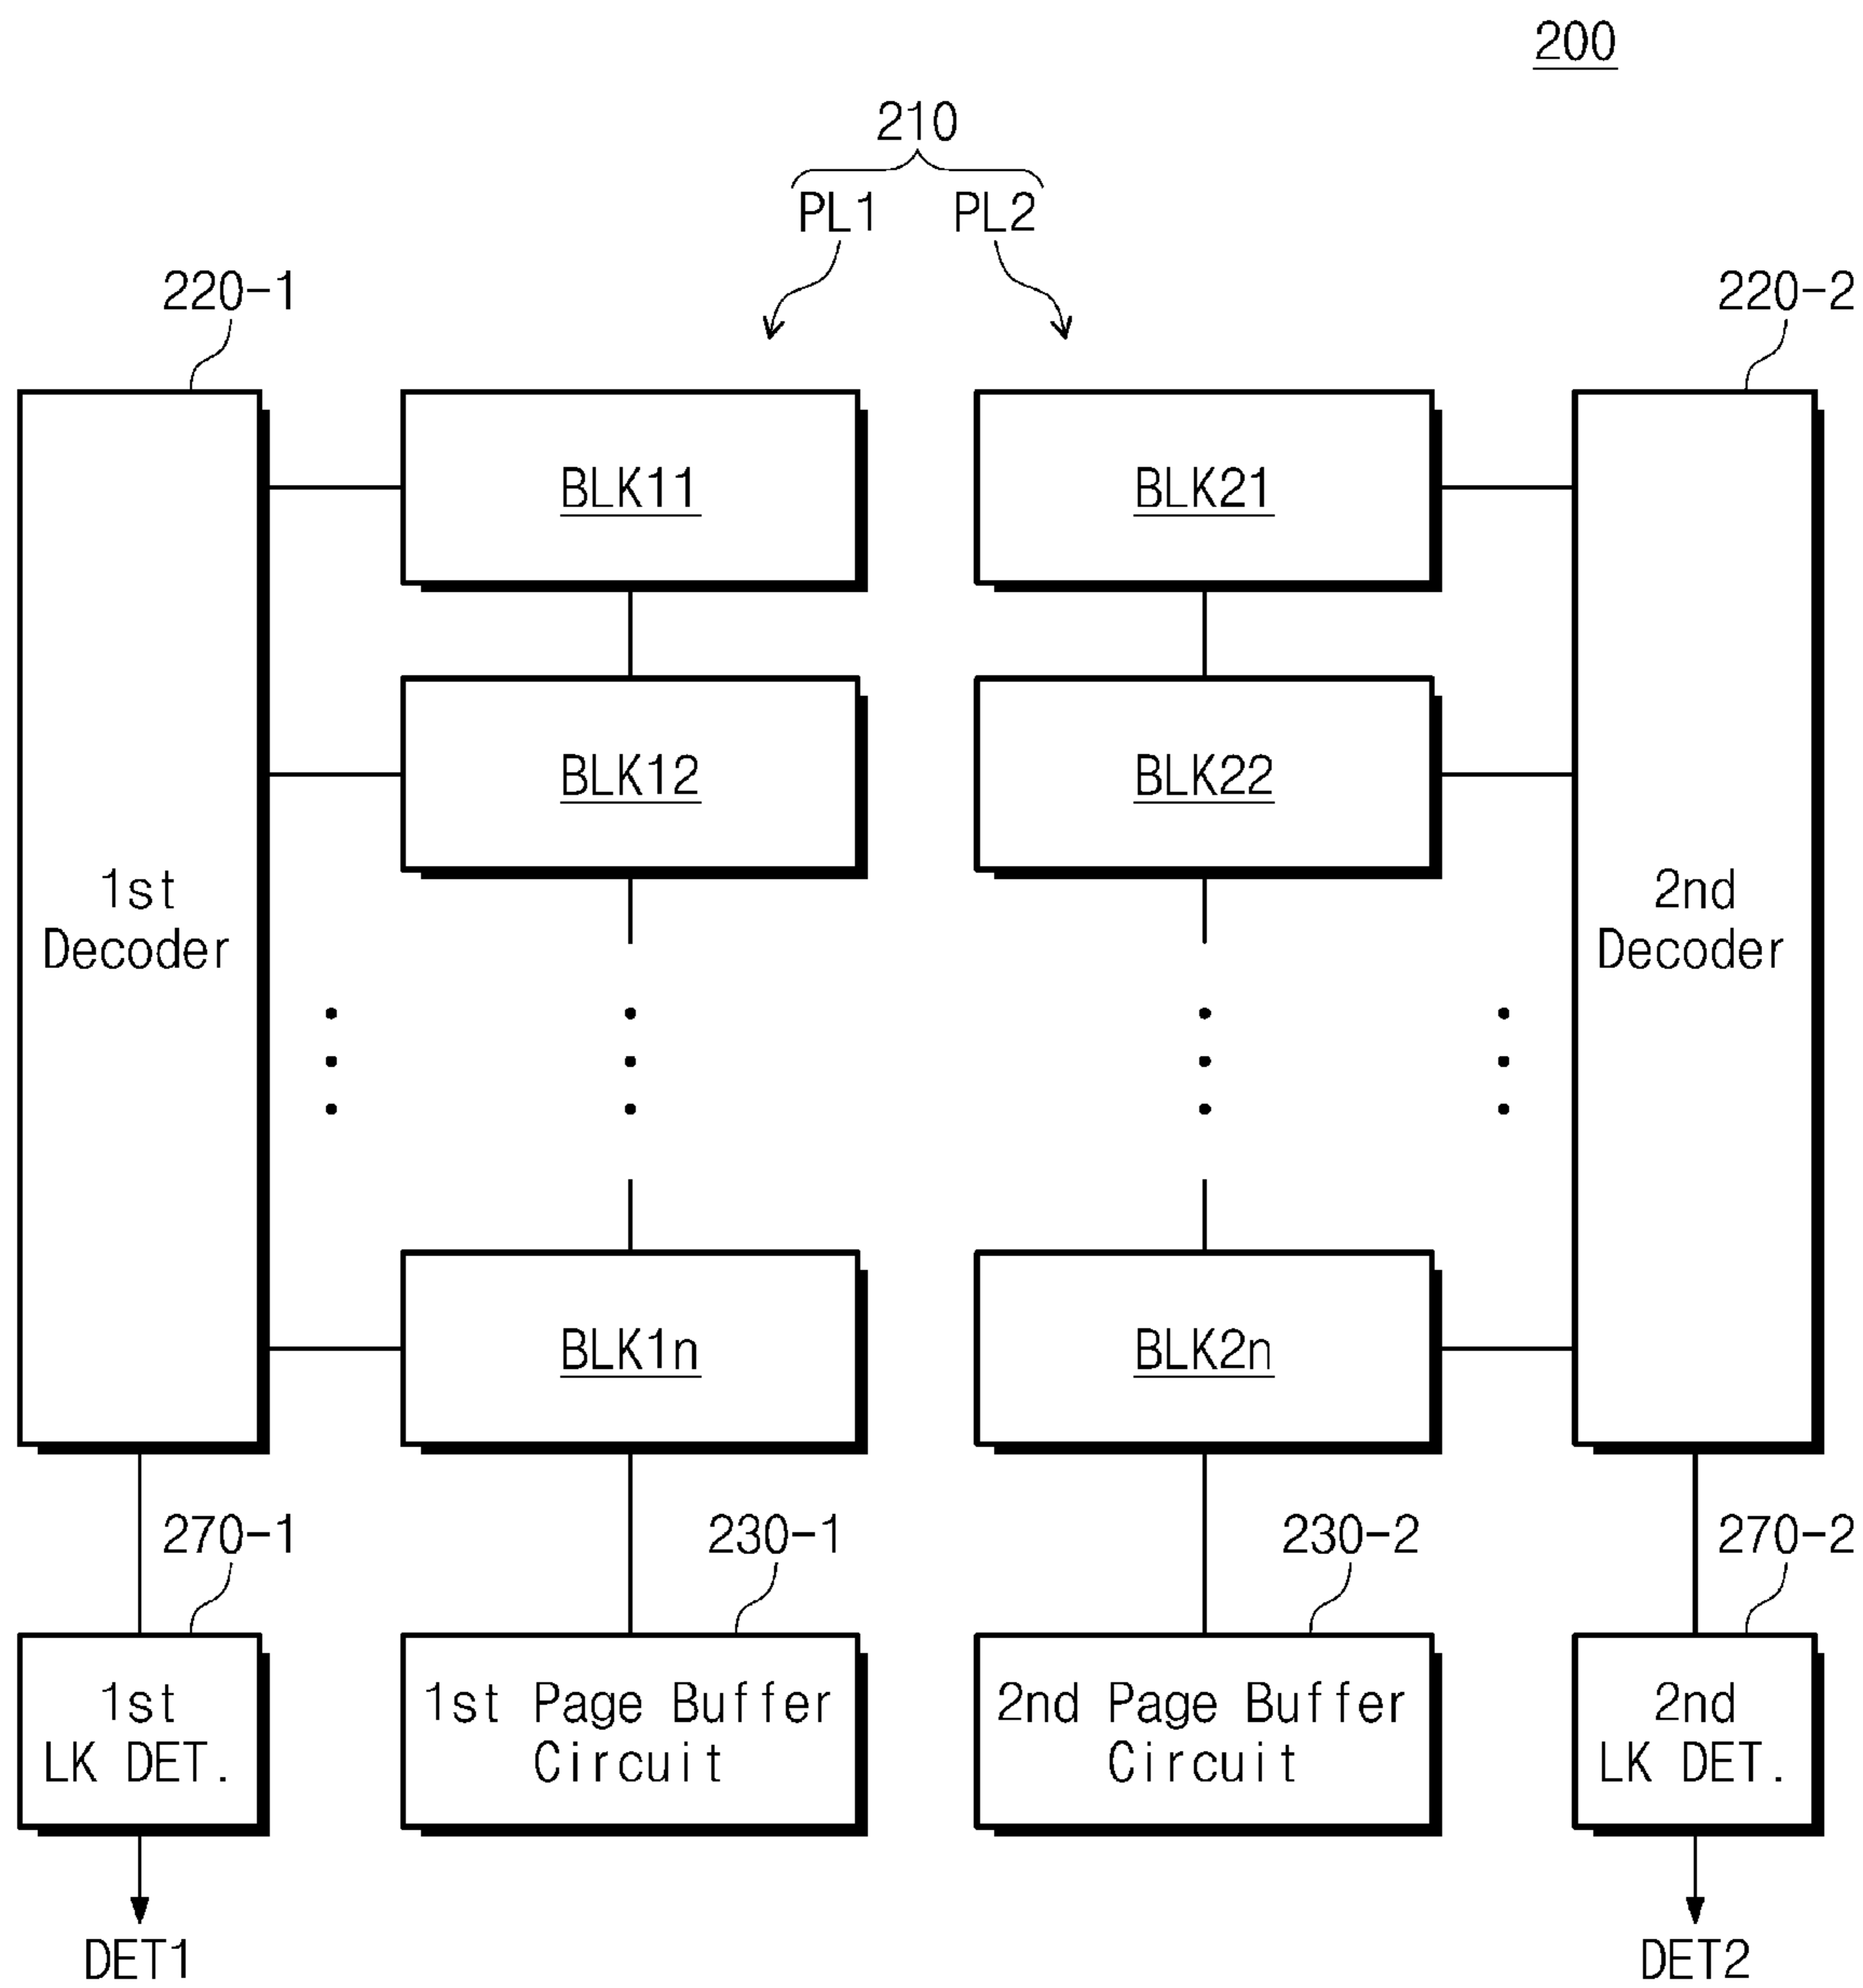 200
210
PL1 PL2
220-1 220-2
BLK11 BLK21
BLK12 BLK22
1st
Decoder
2nd
Decoder
BLK1n BLK2n
270-1 230-1 230-2 270-2
1st
LK DET.
1st Page Buffer
Circuit
2nd Page Buffer
Circuit
2nd
LK DET.
DET1 DET2